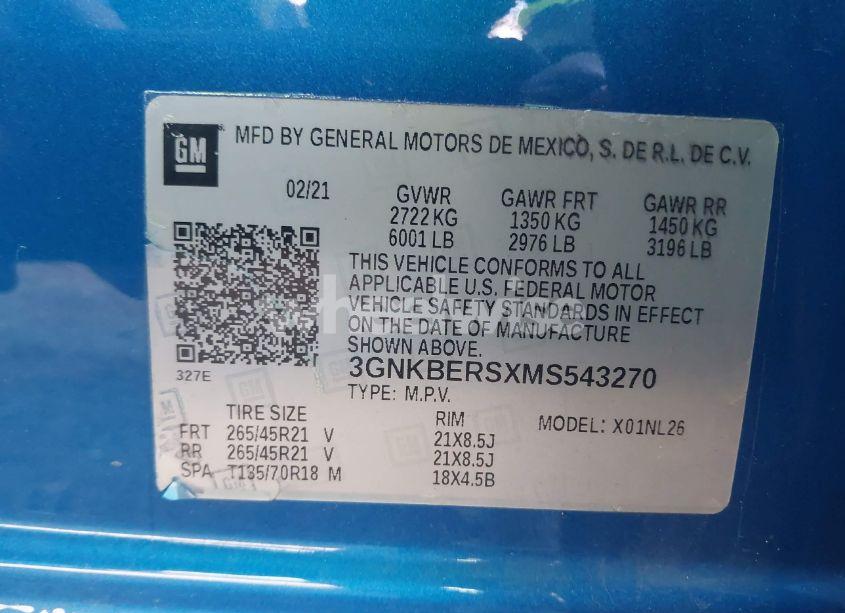 GM
MFD BY GENERAL MOTORS DE MEXICO, S. DE R.L. DE C.V.
02/21
GVWR
2722 KG
6001 LB
GAWR FRT
1350 KG
2976 LB
GAWR RR
1450 KG
3196 LB
THIS VEHICLE CONFORMS TO ALL
APPLICABLE U.S. FEDERAL MOTOR
VEHICLE SAFETY STANDARDS IN EFFECT
ON THE DATE OF MANUFACTURE
SHOWN ABOVE.
327E
3GNKBERSXMS543270
TYPE: M.P.V.
TIRE SIZE
RIM
MODEL: X01NL26
FRT 265/45R21 V 21X8.5J
RR 265/45R21 V 21X8.5J
SPA T135/70R18 M 18X4.5B